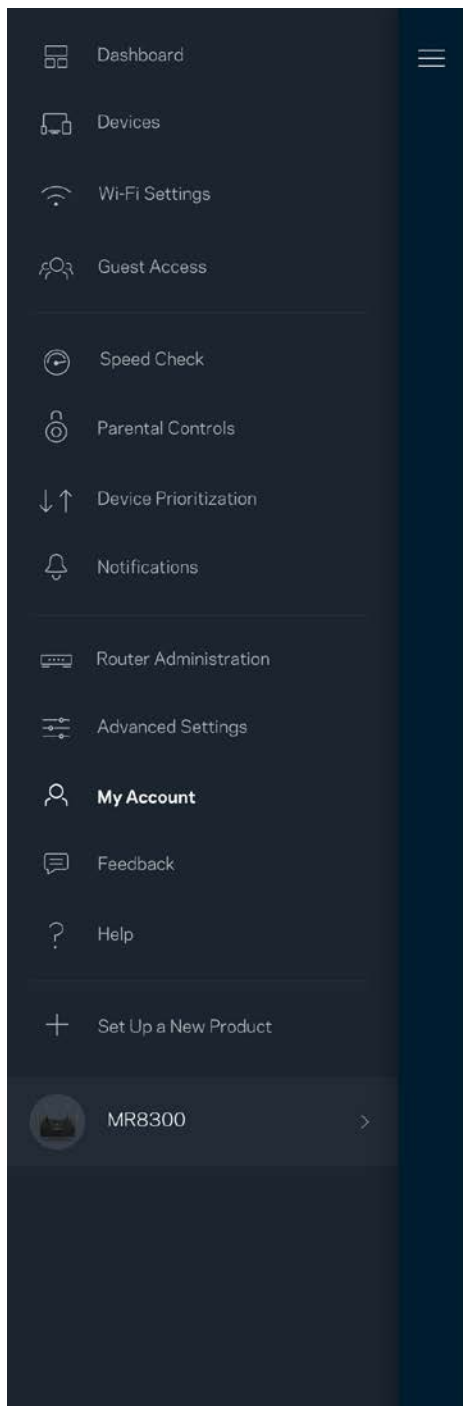 Dashboard
Devices
Wi-Fi Settings
Guest Access
Speed Check
Parental Controls
Device Prioritization
Notifications
Router Administration
Advanced Settings
My Account
Feedback
Help
Set Up a New Product
MR8300